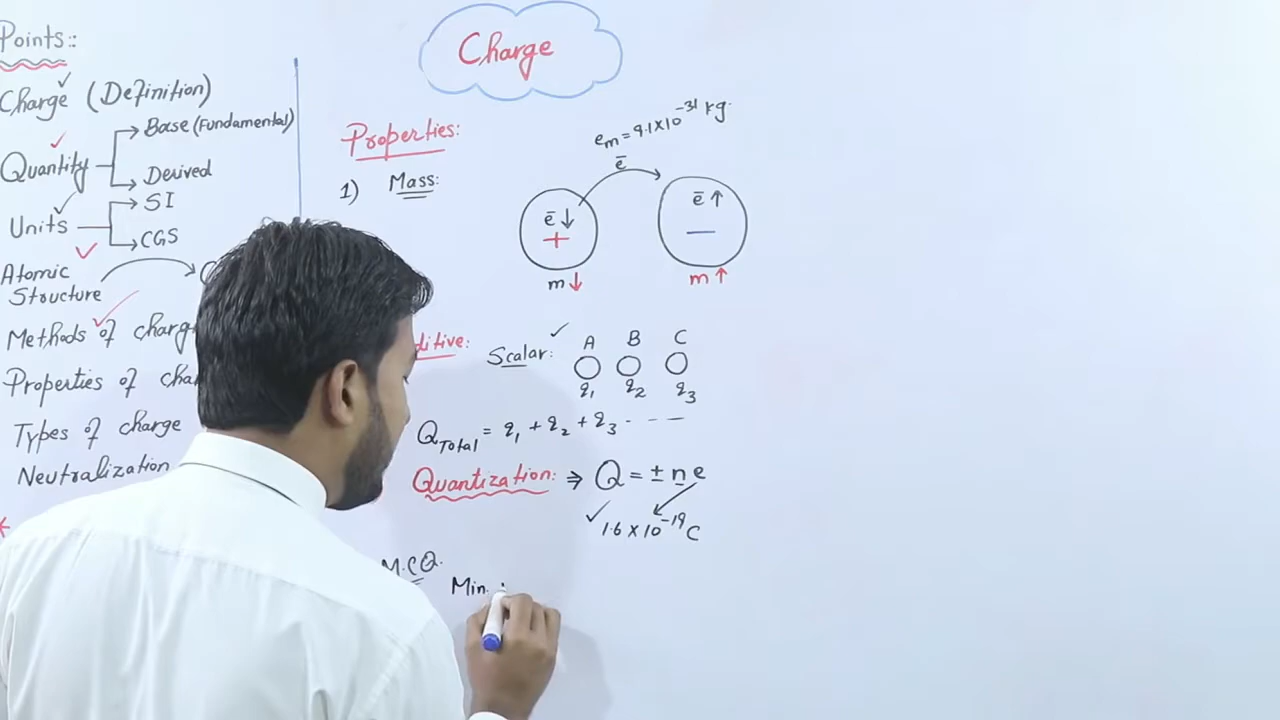 Points::
Charge (Definition)
Quantity
Base (Fundamental)
Derived
Units
SI
CGS
Atomic
Structure
Methods of charg
Properties of cha
Types of charge
Neutralization
Charge
Properties:
1) Mass:
em = 9.1×10⁻³¹ kg.
ē
ē↓
+
m↓
ē↑
—
m↑
ditive:
Scalar:
A B C
q₁ q₂ q₃
QTotal = q₁ + q₂ + q₃ - - - -
Quantization: ⇒ Q = ± n e
1.6 × 10⁻¹⁹ C
M.C.Q.
Min.